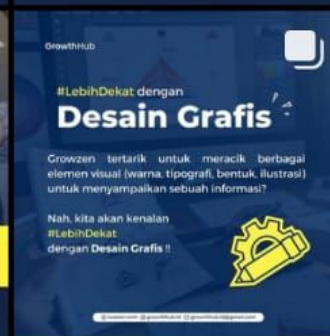 GrowthHub
#LebihDekat dengan
Desain Grafis
Growzen tertarik untuk meracik berbagai
elemen visual (warna, tipografi, bentuk, ilustrasi)
untuk menyampaikan sebuah informasi?
Nah, kita akan kenalan
#LebihDekat
dengan Desain Grafis !!